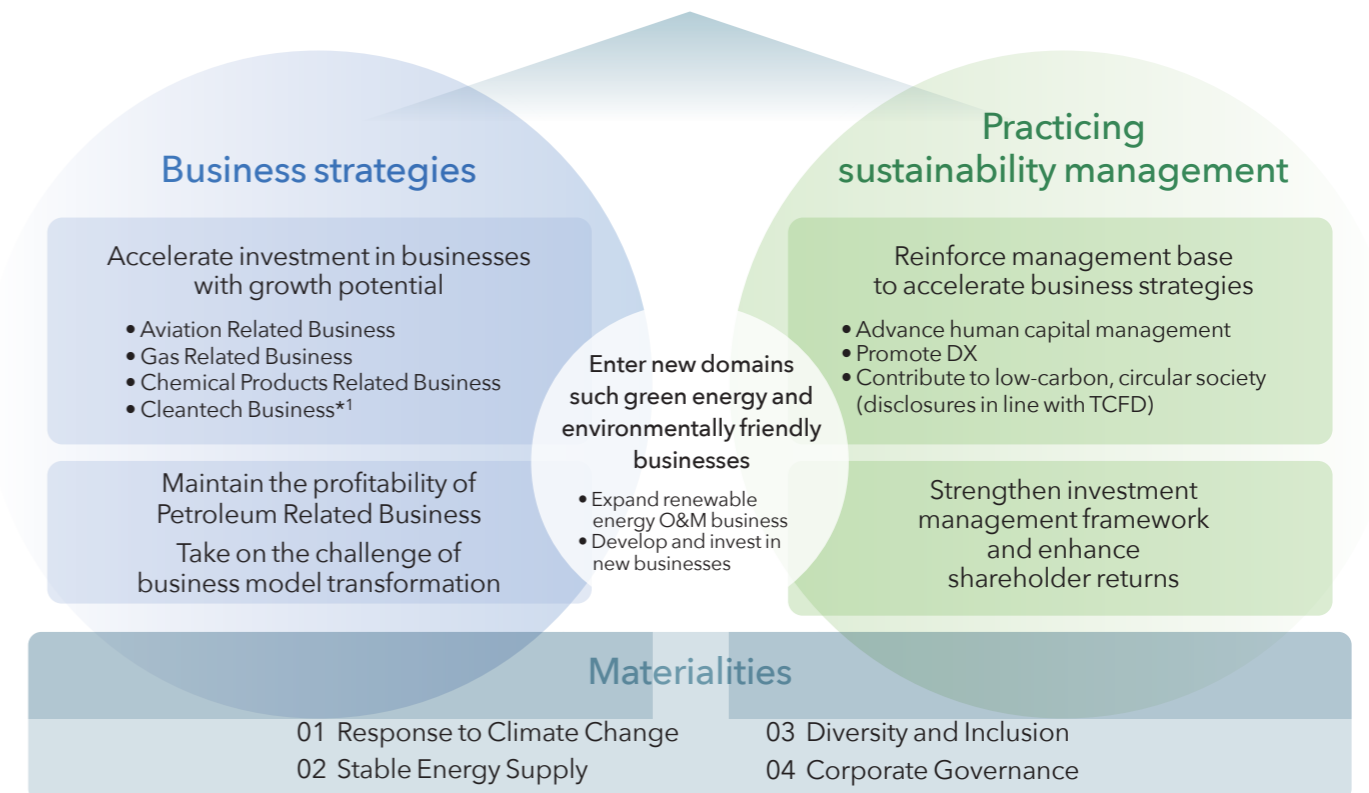 Business strategies
Accelerate investment in businesses
with growth potential
• Aviation Related Business
• Gas Related Business
• Chemical Products Related Business
• Cleantech Business*1
Maintain the profitability of
Petroleum Related Business
Take on the challenge of
business model transformation
Enter new domains
such green energy and
environmentally friendly
businesses
• Expand renewable
energy O&M business
• Develop and invest in
new businesses
Practicing
sustainability management
Reinforce management base
to accelerate business strategies
• Advance human capital management
• Promote DX
• Contribute to low-carbon, circular society
(disclosures in line with TCFD)
Strengthen investment
management framework
and enhance
shareholder returns
Materialities
01 Response to Climate Change
02 Stable Energy Supply
03 Diversity and Inclusion
04 Corporate Governance